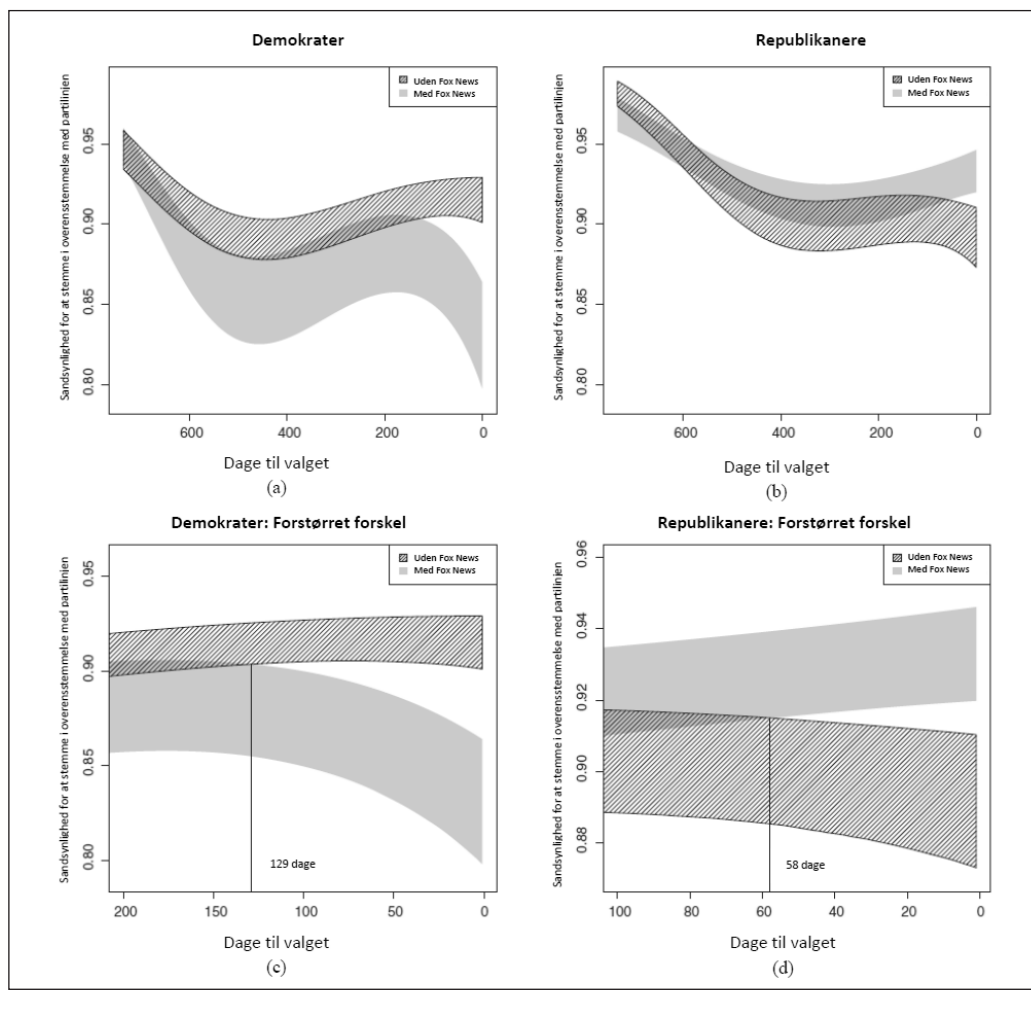 Demokrater
Sandsynlighed for at stemme i overensstemmelse med partilinjen
0.95
0.90
0.85
0.80
Uden Fox News
Med Fox News
600
400
200
0
Dage til valget
(a)
Republikanere
Sandsynlighed for at stemme i overensstemmelse med partilinjen
0.95
0.90
0.85
0.80
Uden Fox News
Med Fox News
600
400
200
0
Dage til valget
(b)
Demokrater: Forstørret forskel
Sandsynlighed for at stemme i overensstemmelse med partilinjen
0.95
0.90
0.85
0.80
Uden Fox News
Med Fox News
129 dage
200
150
100
50
0
Dage til valget
(c)
Republikanere: Forstørret forskel
Sandsynlighed for at stemme i overensstemmelse med partilinjen
0.96
0.94
0.92
0.90
0.88
Uden Fox News
Med Fox News
58 dage
100
80
60
40
20
0
Dage til valget
(d)